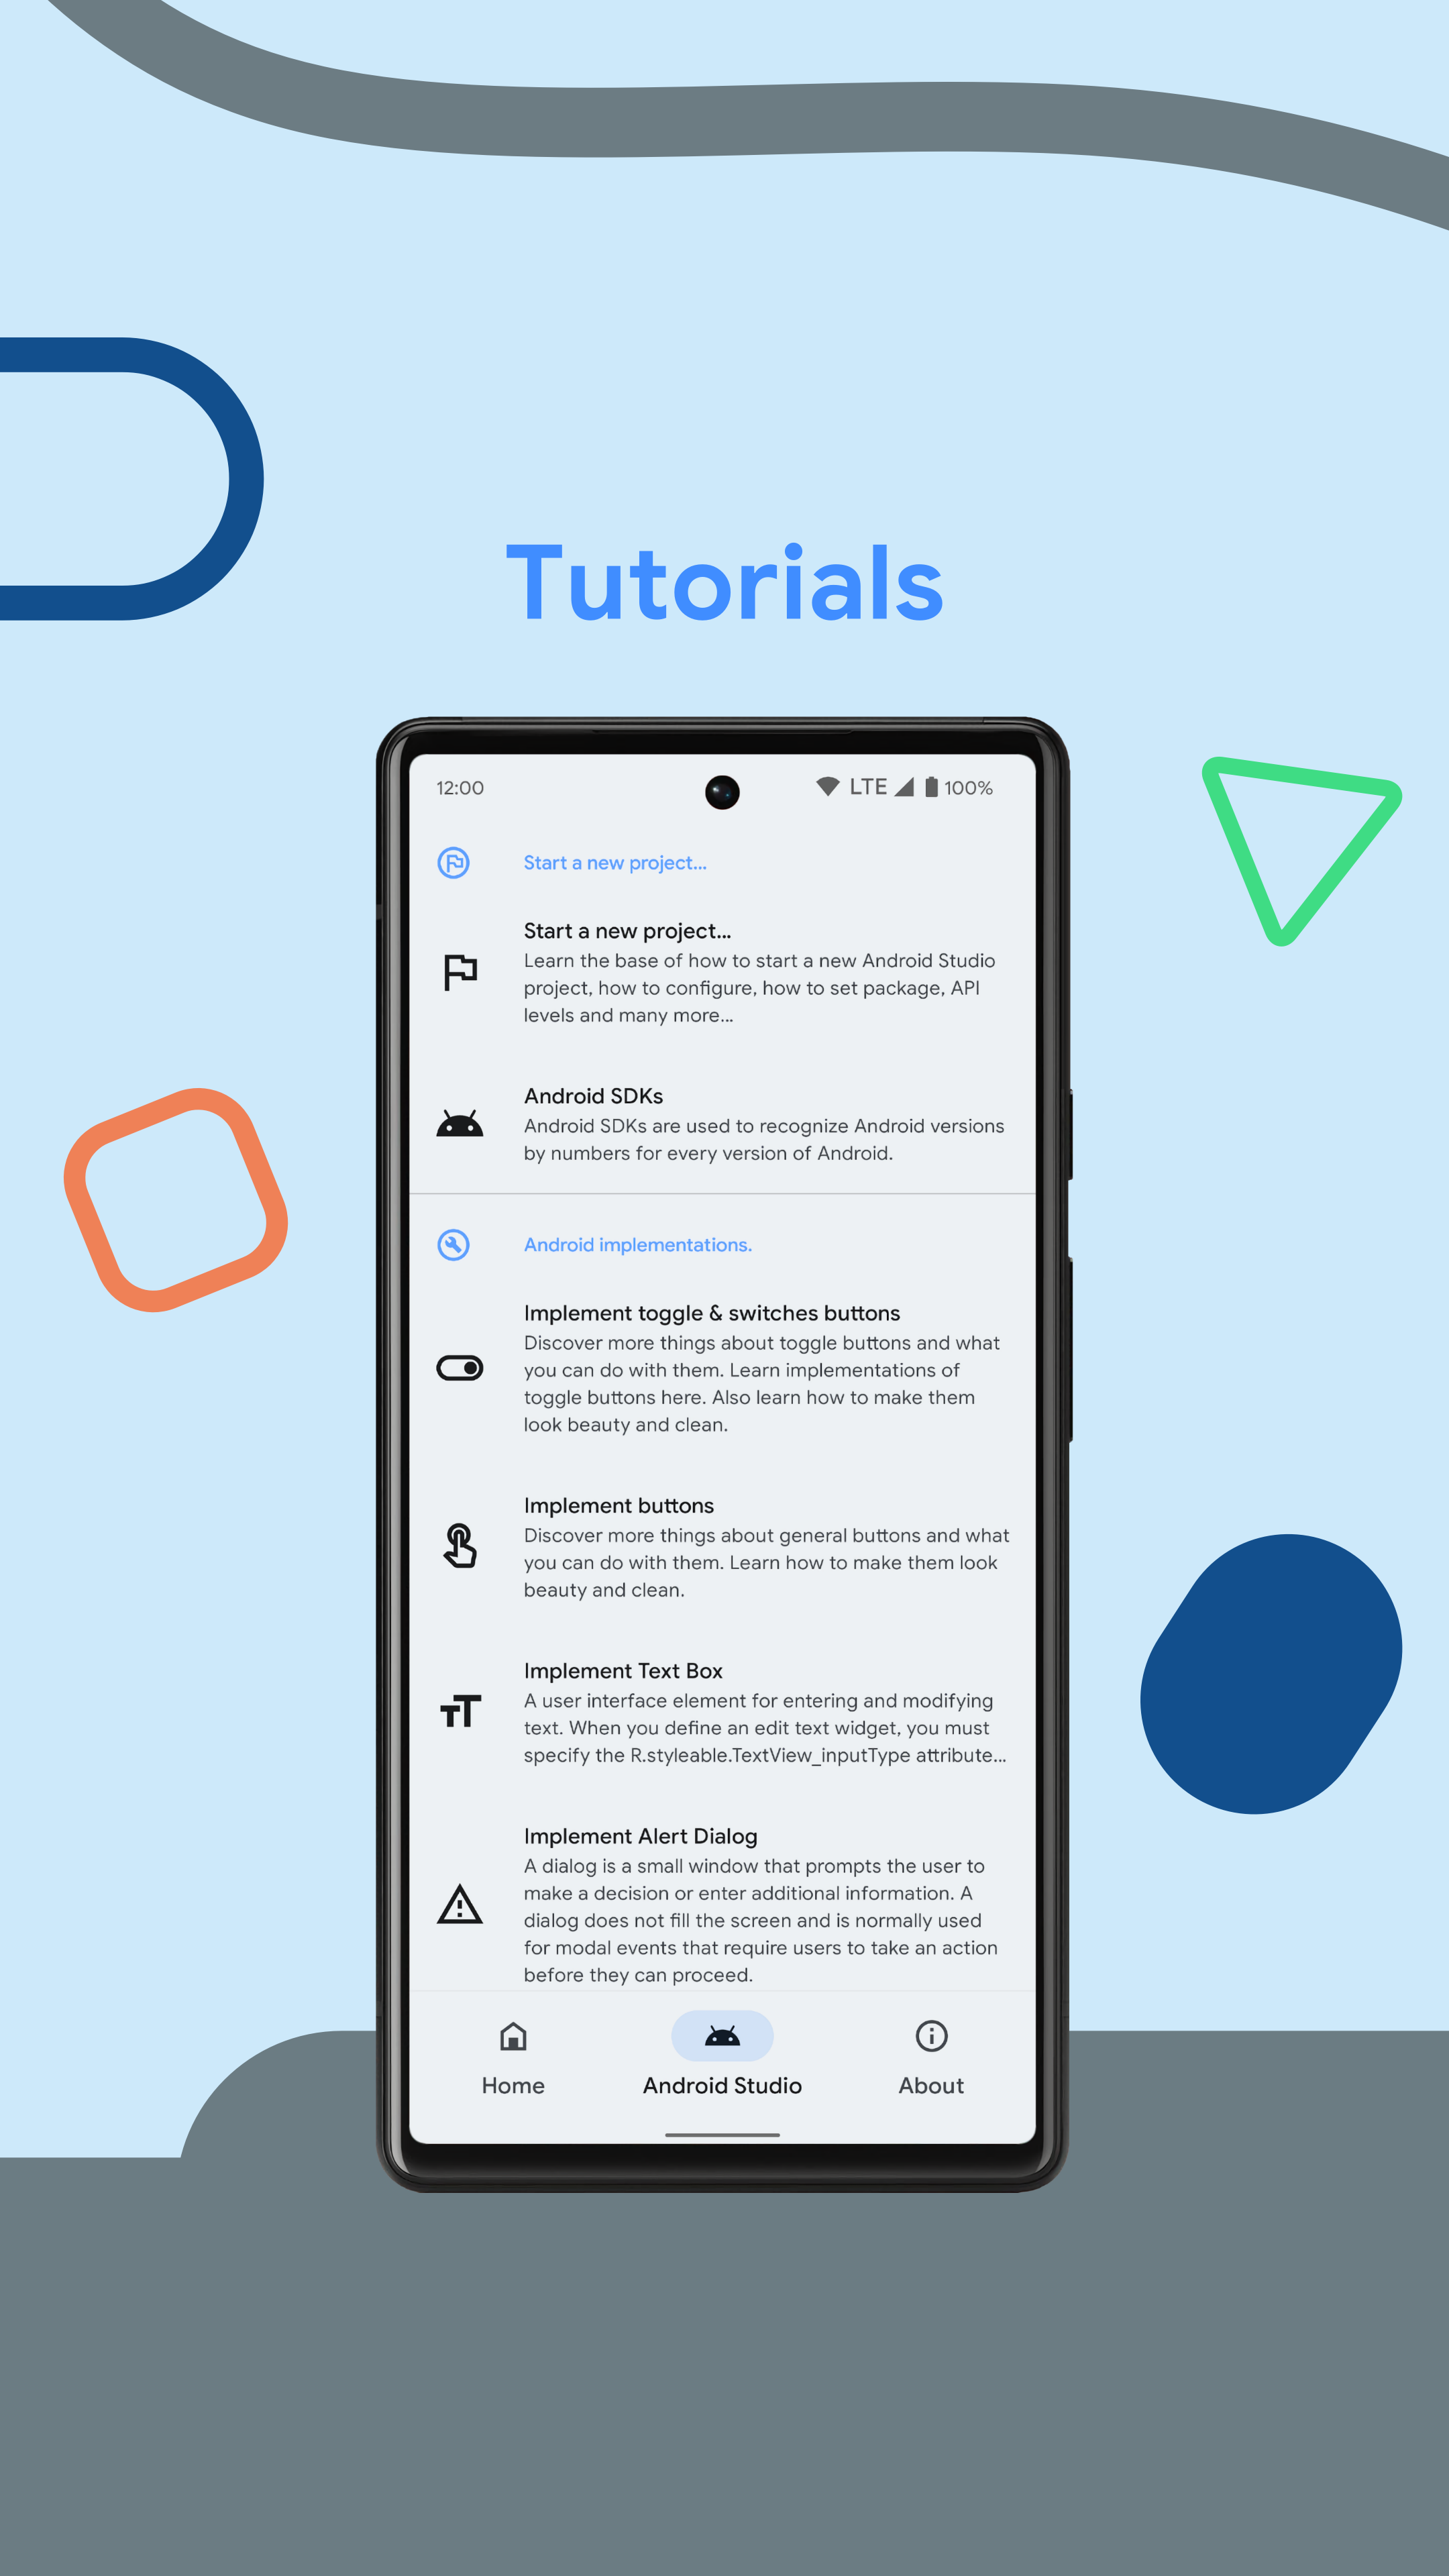 Tutorials
12:00 LTE 100%
Start a new project...
Start a new project...
Learn the base of how to start a new Android Studio
project, how to configure, how to set package, API
levels and many more...
Android SDKs
Android SDKs are used to recognize Android versions
by numbers for every version of Android.
Android implementations.
Implement toggle & switches buttons
Discover more things about toggle buttons and what
you can do with them. Learn implementations of
toggle buttons here. Also learn how to make them
look beauty and clean.
Implement buttons
Discover more things about general buttons and what
you can do with them. Learn how to make them look
beauty and clean.
Implement Text Box
A user interface element for entering and modifying
text. When you define an edit text widget, you must
specify the R.styleable.TextView_inputType attribute...
Implement Alert Dialog
A dialog is a small window that prompts the user to
make a decision or enter additional information. A
dialog does not fill the screen and is normally used
for modal events that require users to take an action
before they can proceed.
Home Android Studio About